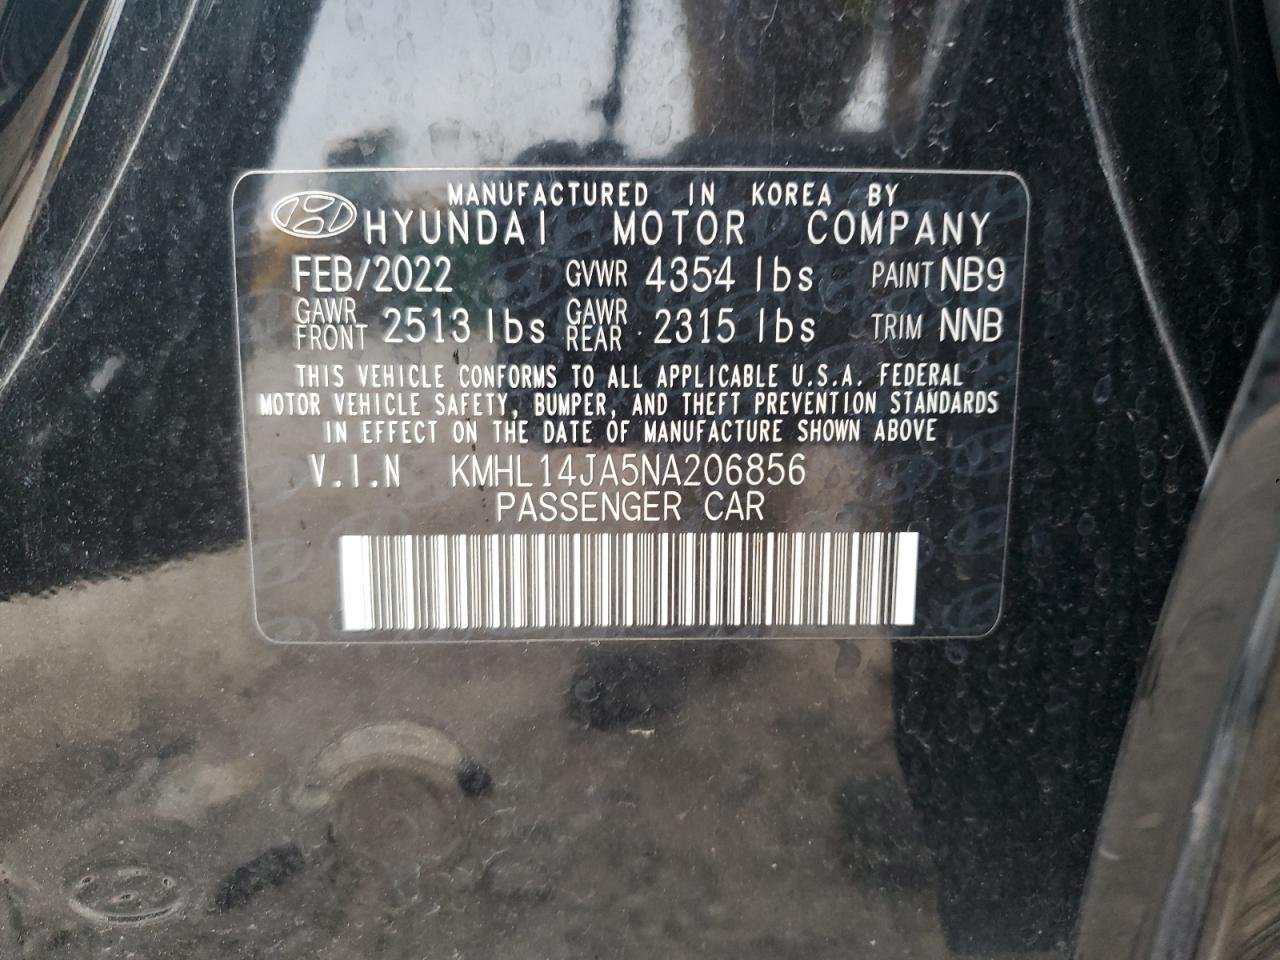 MANUFACTURED IN KOREA BY
HYUNDAI MOTOR COMPANY
FEB/2022 GVWR 4354 lbs PAINT NB9
GAWR FRONT 2513 lbs GAWR REAR 2315 lbs TRIM NNB
THIS VEHICLE CONFORMS TO ALL APPLICABLE U.S.A. FEDERAL
MOTOR VEHICLE SAFETY, BUMPER, AND THEFT PREVENTION STANDARDS
IN EFFECT ON THE DATE OF MANUFACTURE SHOWN ABOVE
V.I.N KMHL14JA5NA206856
PASSENGER CAR